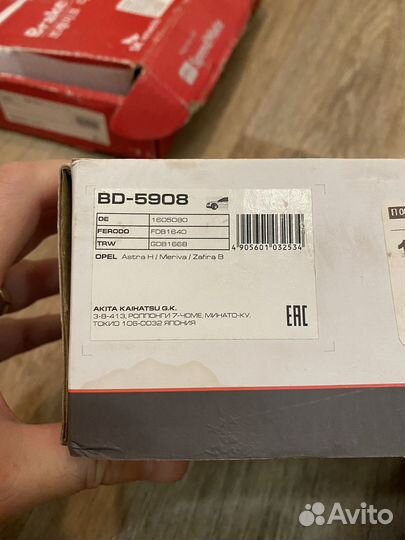 Brake
BD-5908
OE 1605080
FERODO FDB1640
TRW GDB1668
4 905601 032534
OPEL Astra H / Meriva / Zafira B
AKITA KAIHATSU G.K.
3-8-413, РОППОНГИ 7-ЧОМЕ, МИНАТО-КУ,
ТОКИО 106-0032 ЯПОНИЯ
EAC
Avito